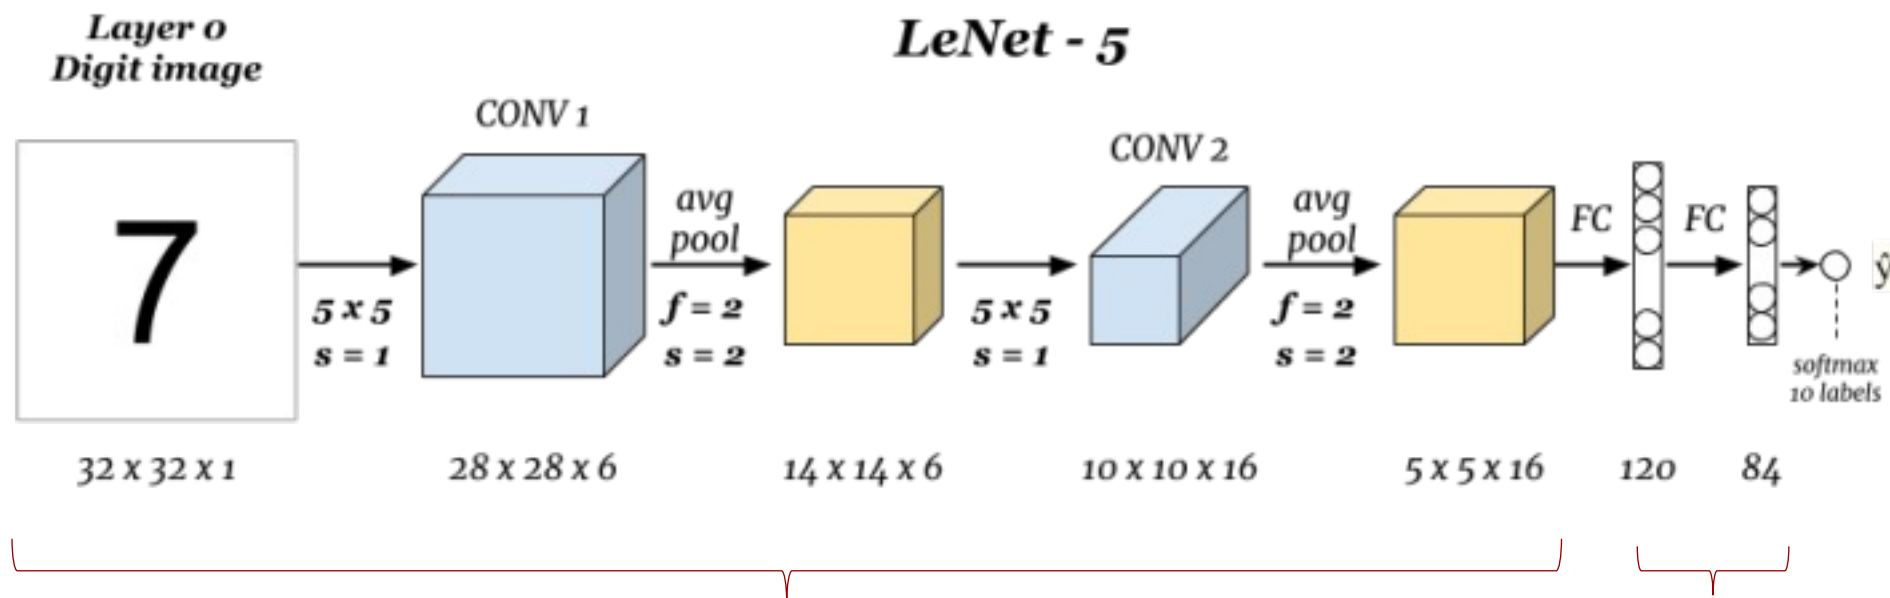 Layer 0
Digit image
LeNet - 5
7
5 x 5
s = 1
CONV 1
avg
pool
f = 2
s = 2
5 x 5
s = 1
CONV 2
avg
pool
f = 2
s = 2
FC
FC
ŷ
softmax
10 labels
32 x 32 x 1
28 x 28 x 6
14 x 14 x 6
10 x 10 x 16
5 x 5 x 16
120
84